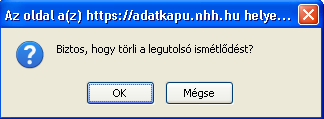 Az oldal a(z) https://adatkapu.nhh.hu helye...
Biztos, hogy törli a legutolsó ismétlődést?
OK
Mégse